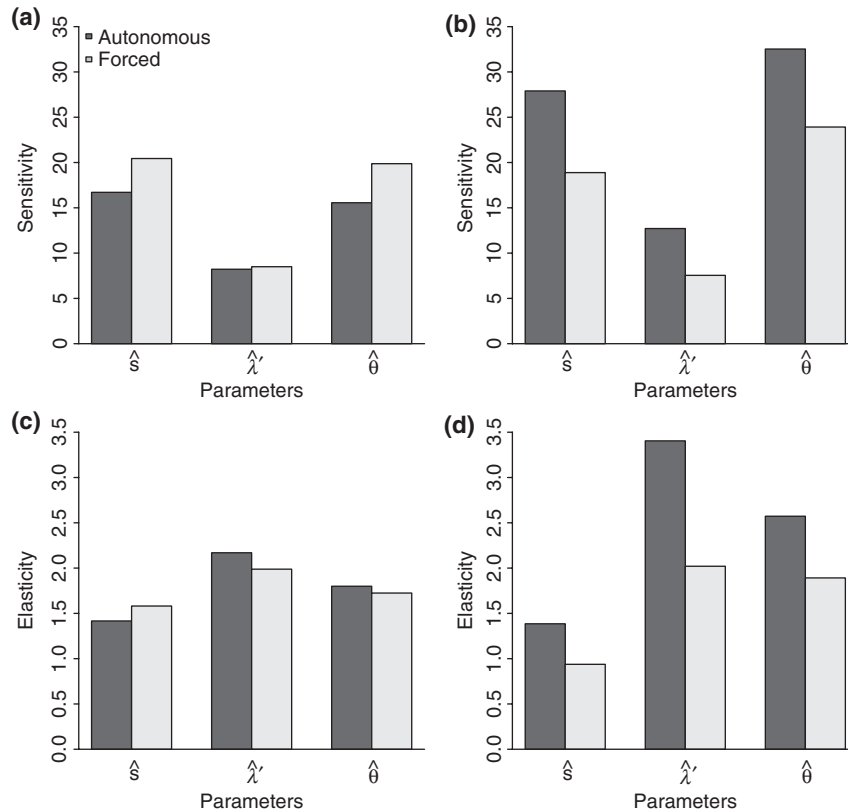 (a)
Autonomous
Forced
35
30
25
20
15
10
5
0
Sensitivity
ŝ
λ̂′
θ̂
Parameters
(b)
35
30
25
20
15
10
5
0
Sensitivity
ŝ
λ̂′
θ̂
Parameters
(c)
3.5
3.0
2.5
2.0
1.5
1.0
0.5
0.0
Elasticity
ŝ
λ̂′
θ̂
Parameters
(d)
3.5
3.0
2.5
2.0
1.5
1.0
0.5
0.0
Elasticity
ŝ
λ̂′
θ̂
Parameters